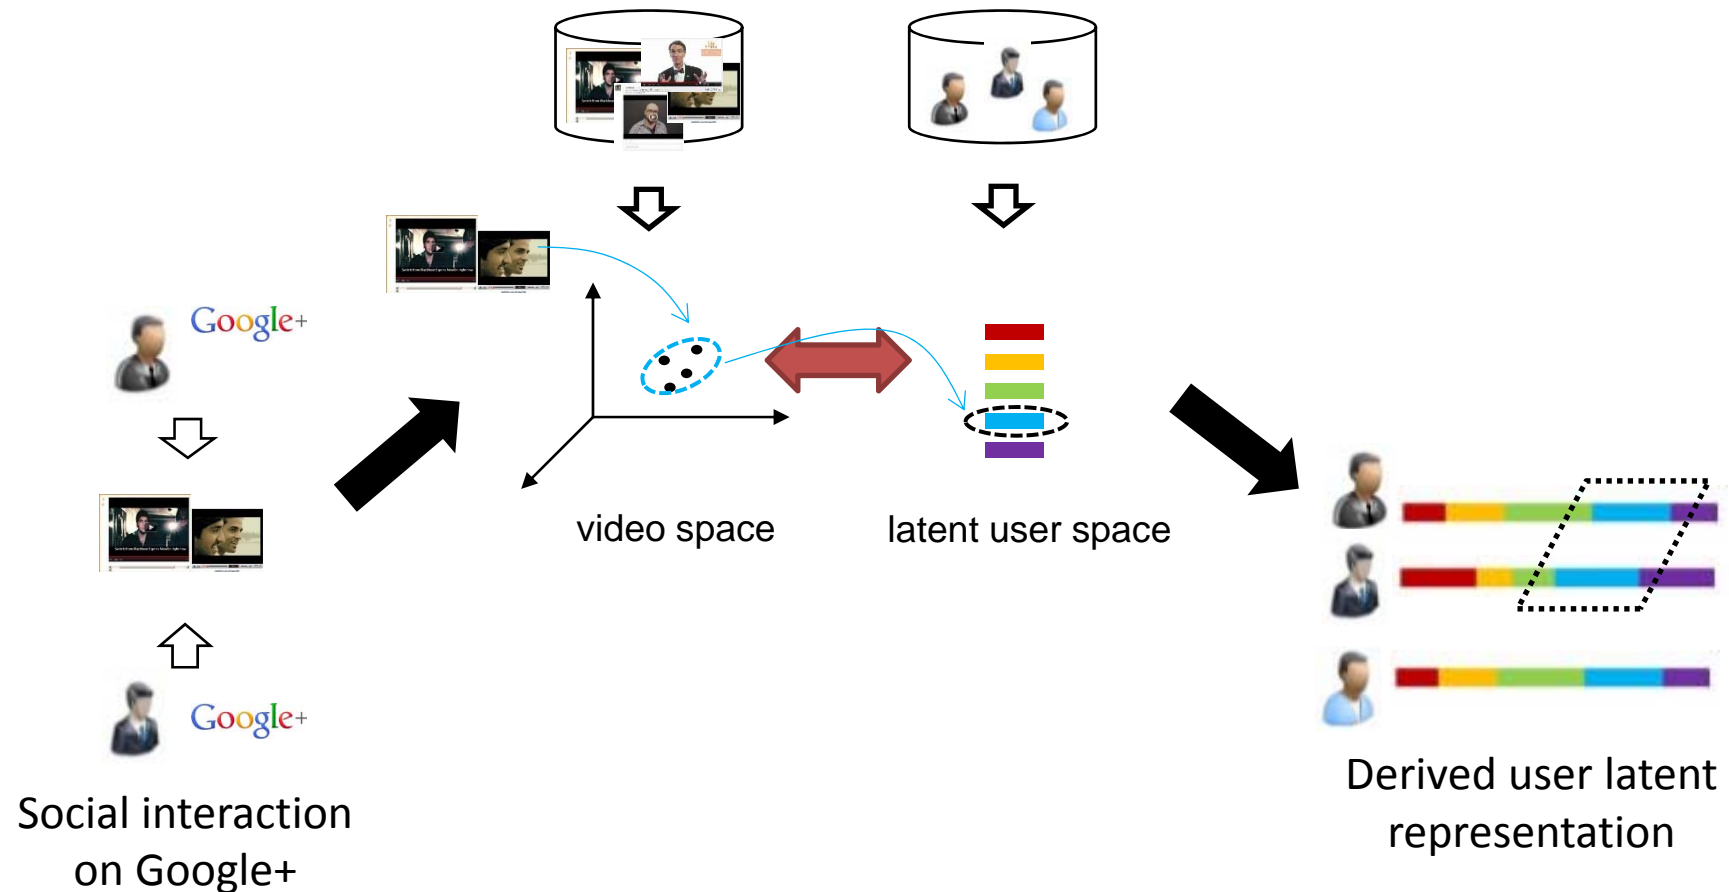 Google+
video space
latent user space
Google+
Social interaction
on Google+
Derived user latent
representation